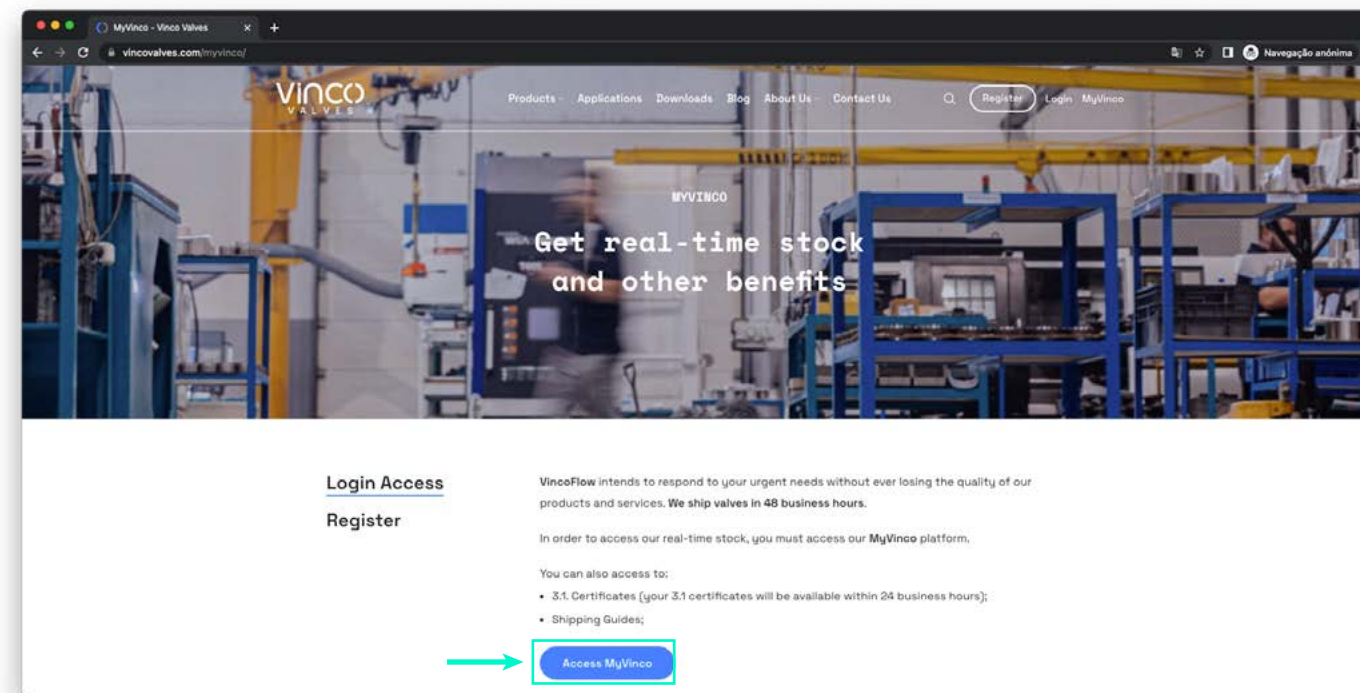 MyVinco - Vinco Valves
vincovalves.com/myvinco/
Navegação anónima
VINCO
VALVES
Products Applications Downloads Blog About Us Contact Us Register Login MyVinco
MYVINCO
Get real-time stock
and other benefits
Login Access
Register
VincoFlow intends to respond to your urgent needs without ever losing the quality of our
products and services. We ship valves in 48 business hours.
In order to access our real-time stock, you must access our MyVinco platform.
You can also access to:
• 3.1. Certificates (your 3.1 certificates will be available within 24 business hours);
• Shipping Guides;
Access MyVinco